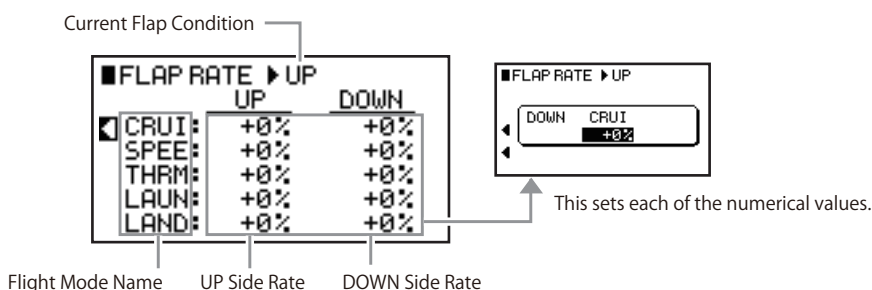 Current Flap Condition
■FLAP RATE ▶UP
UP DOWN
◀ CRUI: +0% +0%
SPEE: +0% +0%
THRM: +0% +0%
LAUN: +0% +0%
LAND: +0% +0%
Flight Mode Name UP Side Rate DOWN Side Rate
■FLAP RATE ▶UP
DOWN CRUI
+0%
This sets each of the numerical values.